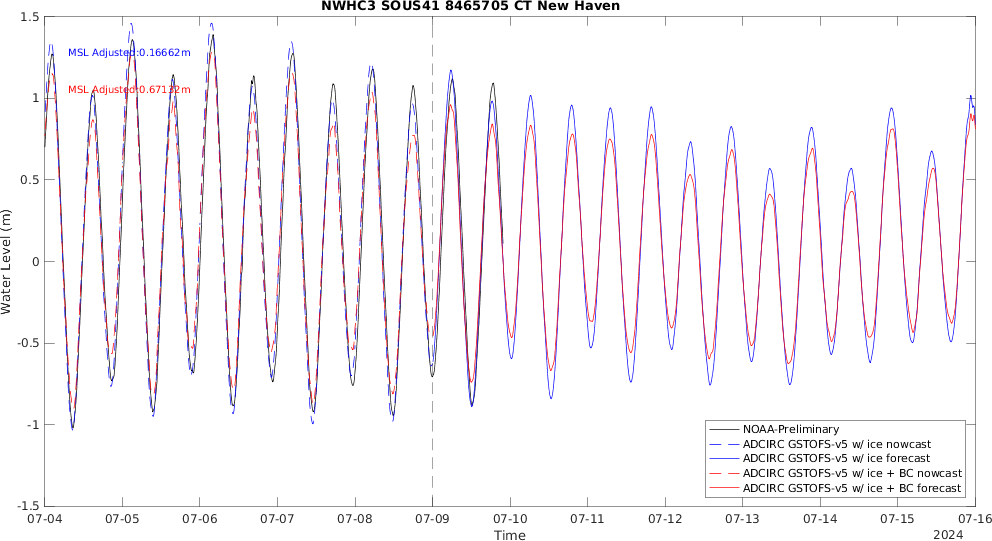 NWHC3 SOUS41 8465705 CT New Haven
1.5
MSL Adjusted:0.16662m
MSL Adjusted:0.67132m
1
0.5
0
-0.5
-1
-1.5
Water Level (m)
NOAA-Preliminary
ADCIRC GSTOFS-v5 w/ ice nowcast
ADCIRC GSTOFS-v5 w/ ice forecast
ADCIRC GSTOFS-v5 w/ ice + BC nowcast
ADCIRC GSTOFS-v5 w/ ice + BC forecast
07-04 07-05 07-06 07-07 07-08 07-09 07-10 07-11 07-12 07-13 07-14 07-15 07-16
Time
2024